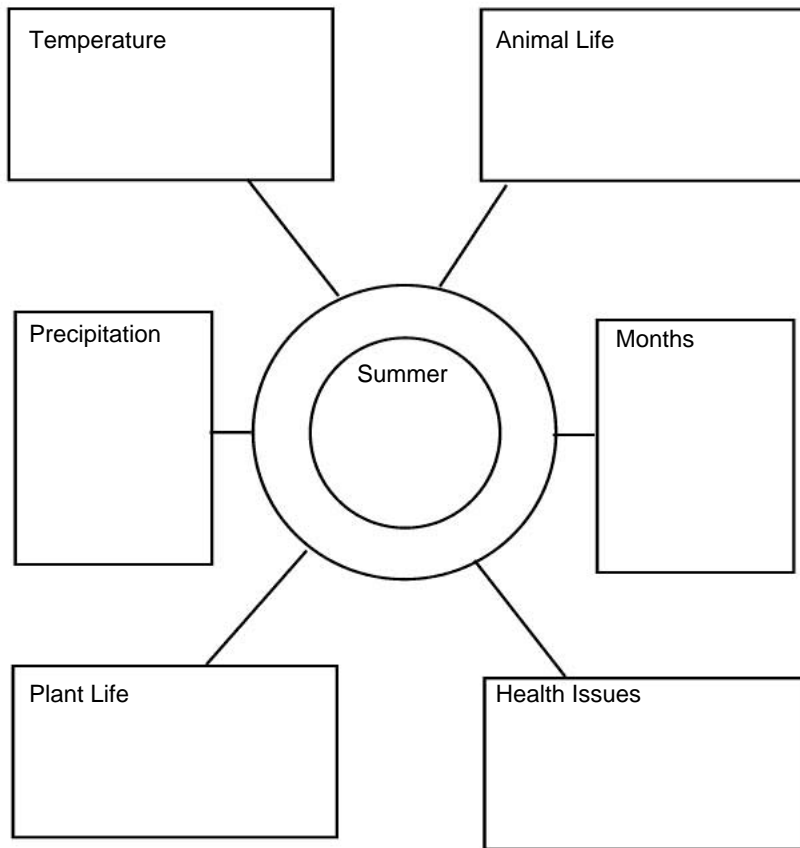 Temperature
Animal Life
Precipitation
Months
Summer
Plant Life
Health Issues